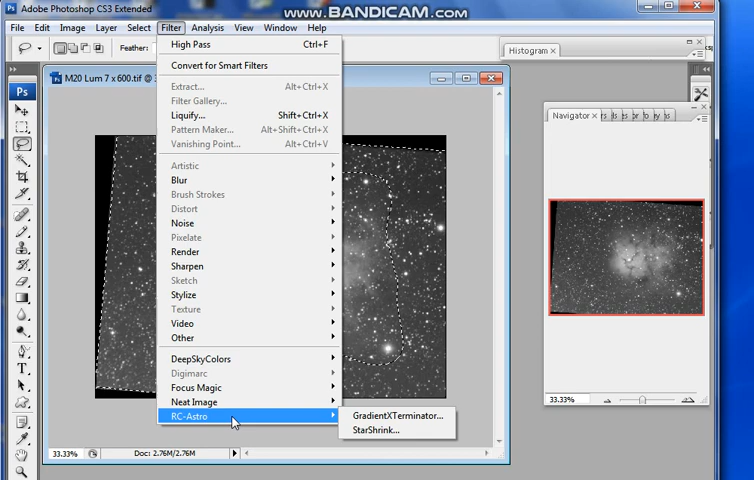 Adobe Photoshop CS3 Extended
www.BANDICAM.com
File Edit Image Layer Select Filter Analysis View Window Help
Feather:
High Pass Ctrl+F
Convert for Smart Filters
Extract... Alt+Ctrl+X
Filter Gallery...
Liquify... Shift+Ctrl+X
Pattern Maker... Alt+Shift+Ctrl+X
Vanishing Point... Alt+Ctrl+V
Artistic
Blur
Brush Strokes
Distort
Noise
Pixelate
Render
Sharpen
Sketch
Stylize
Texture
Video
Other
DeepSkyColors
Digimarc
Focus Magic
Neat Image
RC-Astro
GradientXTerminator...
StarShrink...
Histogram ×
Ps
M20 Lum 7 x 600.tif @
Navigator ×
33.33%
33.33% Doc: 2.76M/2.76M